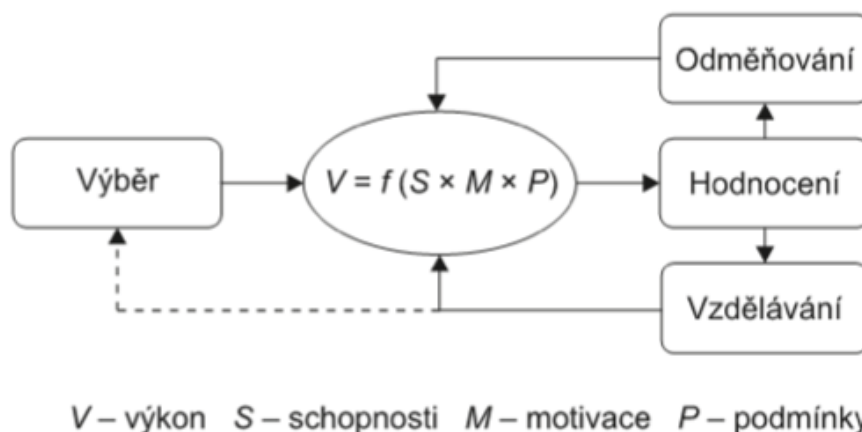 Odměňování
Výběr
V = f (S × M × P)
Hodnocení
Vzdělávání
V – výkon S – schopnosti M – motivace P – podmínky